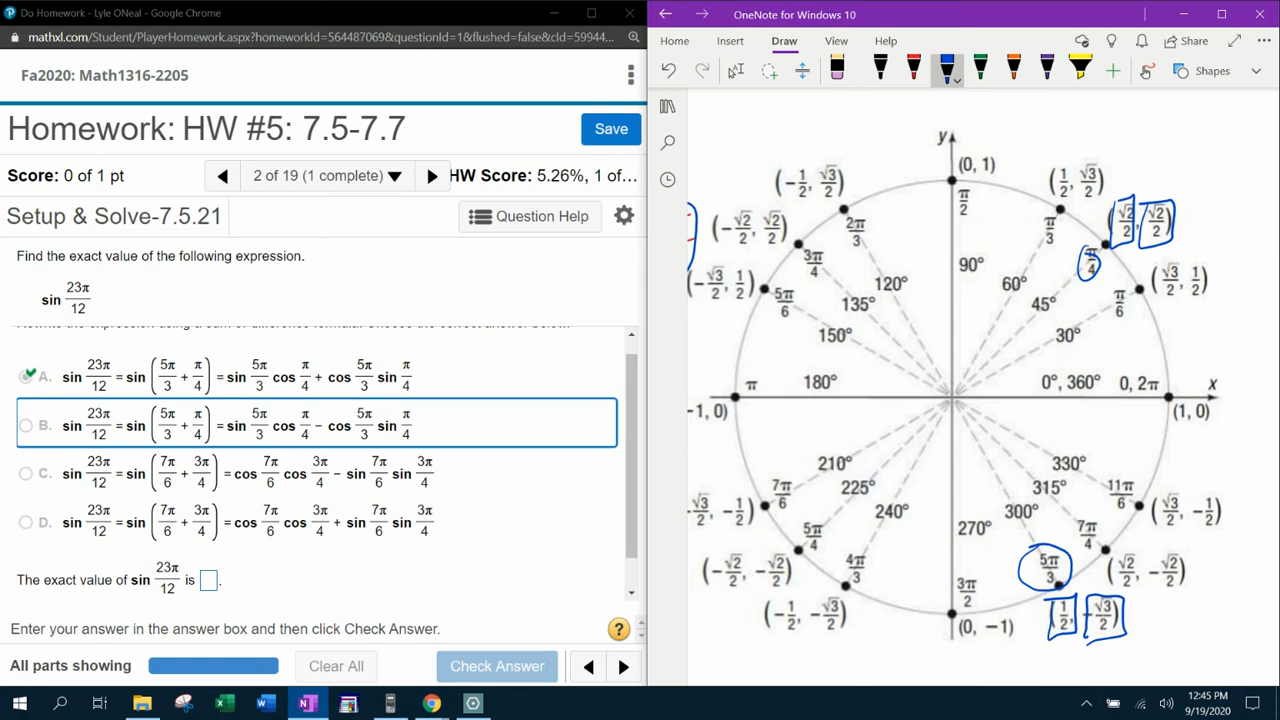 Do Homework - Lyle ONeal - Google Chrome
mathxl.com/Student/PlayerHomework.aspx?homeworkId=564487069&questionId=1&flushed=false&cId=59944...
Fa2020: Math1316-2205
Homework: HW #5: 7.5-7.7
Save
Score: 0 of 1 pt
2 of 19 (1 complete)
HW Score: 5.26%, 1 of...
Setup & Solve-7.5.21
Question Help
Find the exact value of the following expression.
sin 23π/12
A. sin 23π/12 = sin (5π/3 + π/4) = sin 5π/3 cos π/4 + cos 5π/3 sin π/4
B. sin 23π/12 = sin (5π/3 + π/4) = sin 5π/3 cos π/4 − cos 5π/3 sin π/4
C. sin 23π/12 = sin (7π/6 + 3π/4) = cos 7π/6 cos 3π/4 − sin 7π/6 sin 3π/4
D. sin 23π/12 = sin (7π/6 + 3π/4) = cos 7π/6 cos 3π/4 + sin 7π/6 sin 3π/4
The exact value of sin 23π/12 is .
Enter your answer in the answer box and then click Check Answer.
?
All parts showing
Clear All
Check Answer
OneNote for Windows 10
Home Insert Draw View Help
Share
Shapes
y
(0, 1)
π/2
90°
(−1/2, √3/2)
2π/3
120°
(−√2/2, √2/2)
3π/4
135°
(−√3/2, 1/2)
5π/6
150°
(1/2, √3/2)
π/3
60°
(√2/2, √2/2)
π/4
45°
(√3/2, 1/2)
π/6
30°
π
180°
−1, 0)
0°, 360°
0, 2π
x
(1, 0)
210°
7π/6
√3/2, −1/2)
225°
5π/4
(−√2/2, −√2/2)
240°
4π/3
(−1/2, −√3/2)
270°
3π/2
(0, −1)
300°
5π/3
(1/2, −√3/2)
315°
7π/4
(√2/2, −√2/2)
330°
11π/6
(√3/2, −1/2)
12:45 PM
9/19/2020